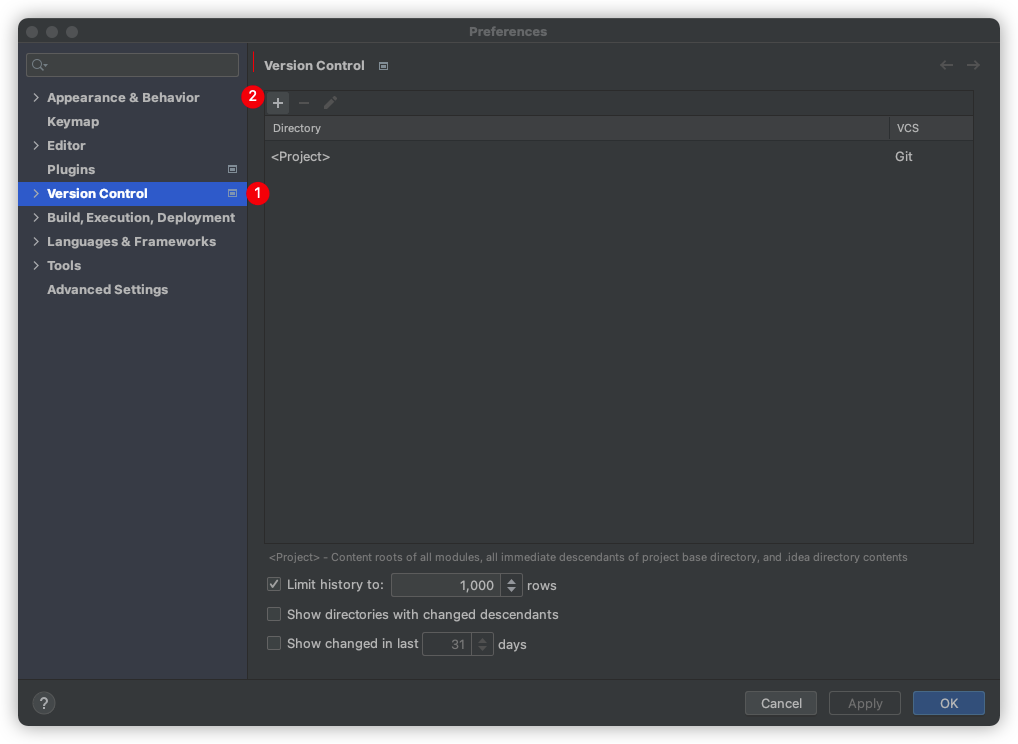 Preferences
Appearance & Behavior
Keymap
Editor
Plugins
Version Control
Build, Execution, Deployment
Languages & Frameworks
Tools
Advanced Settings
1
Version Control
2
Directory VCS
<Project> Git
<Project> - Content roots of all modules, all immediate descendants of project base directory, and .idea directory contents
Limit history to: 1,000 rows
Show directories with changed descendants
Show changed in last 31 days
? Cancel Apply OK